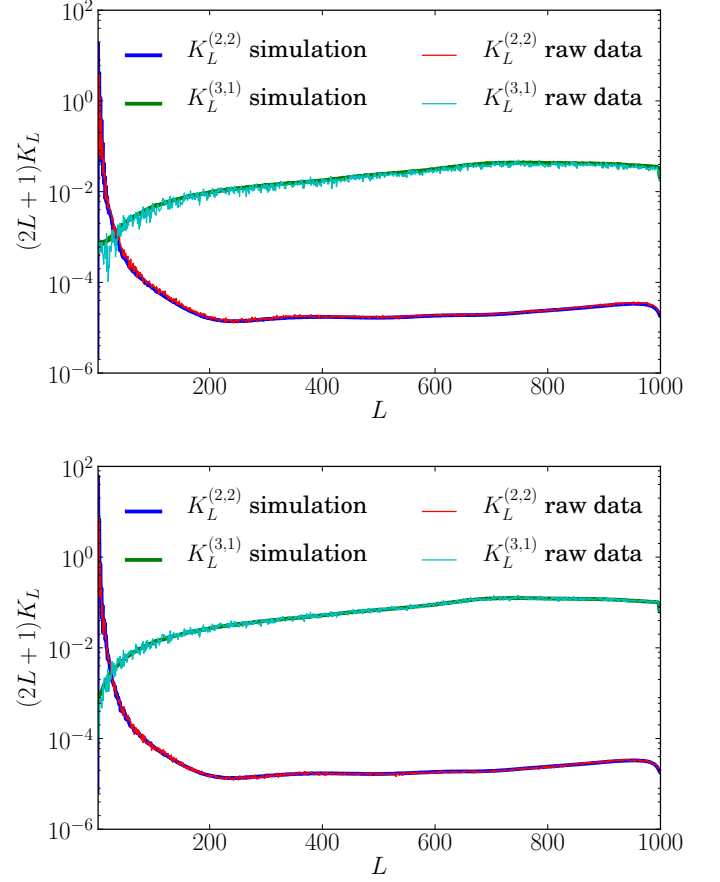 10^2
K_L^{(2,2)} simulation K_L^{(2,2)} raw data
10^0
K_L^{(3,1)} simulation K_L^{(3,1)} raw data
(2L + 1)K_L
10^{-2}
10^{-4}
10^{-6}
200 400 600 800 1000
L
10^2
K_L^{(2,2)} simulation K_L^{(2,2)} raw data
10^0
K_L^{(3,1)} simulation K_L^{(3,1)} raw data
(2L + 1)K_L
10^{-2}
10^{-4}
10^{-6}
200 400 600 800 1000
L